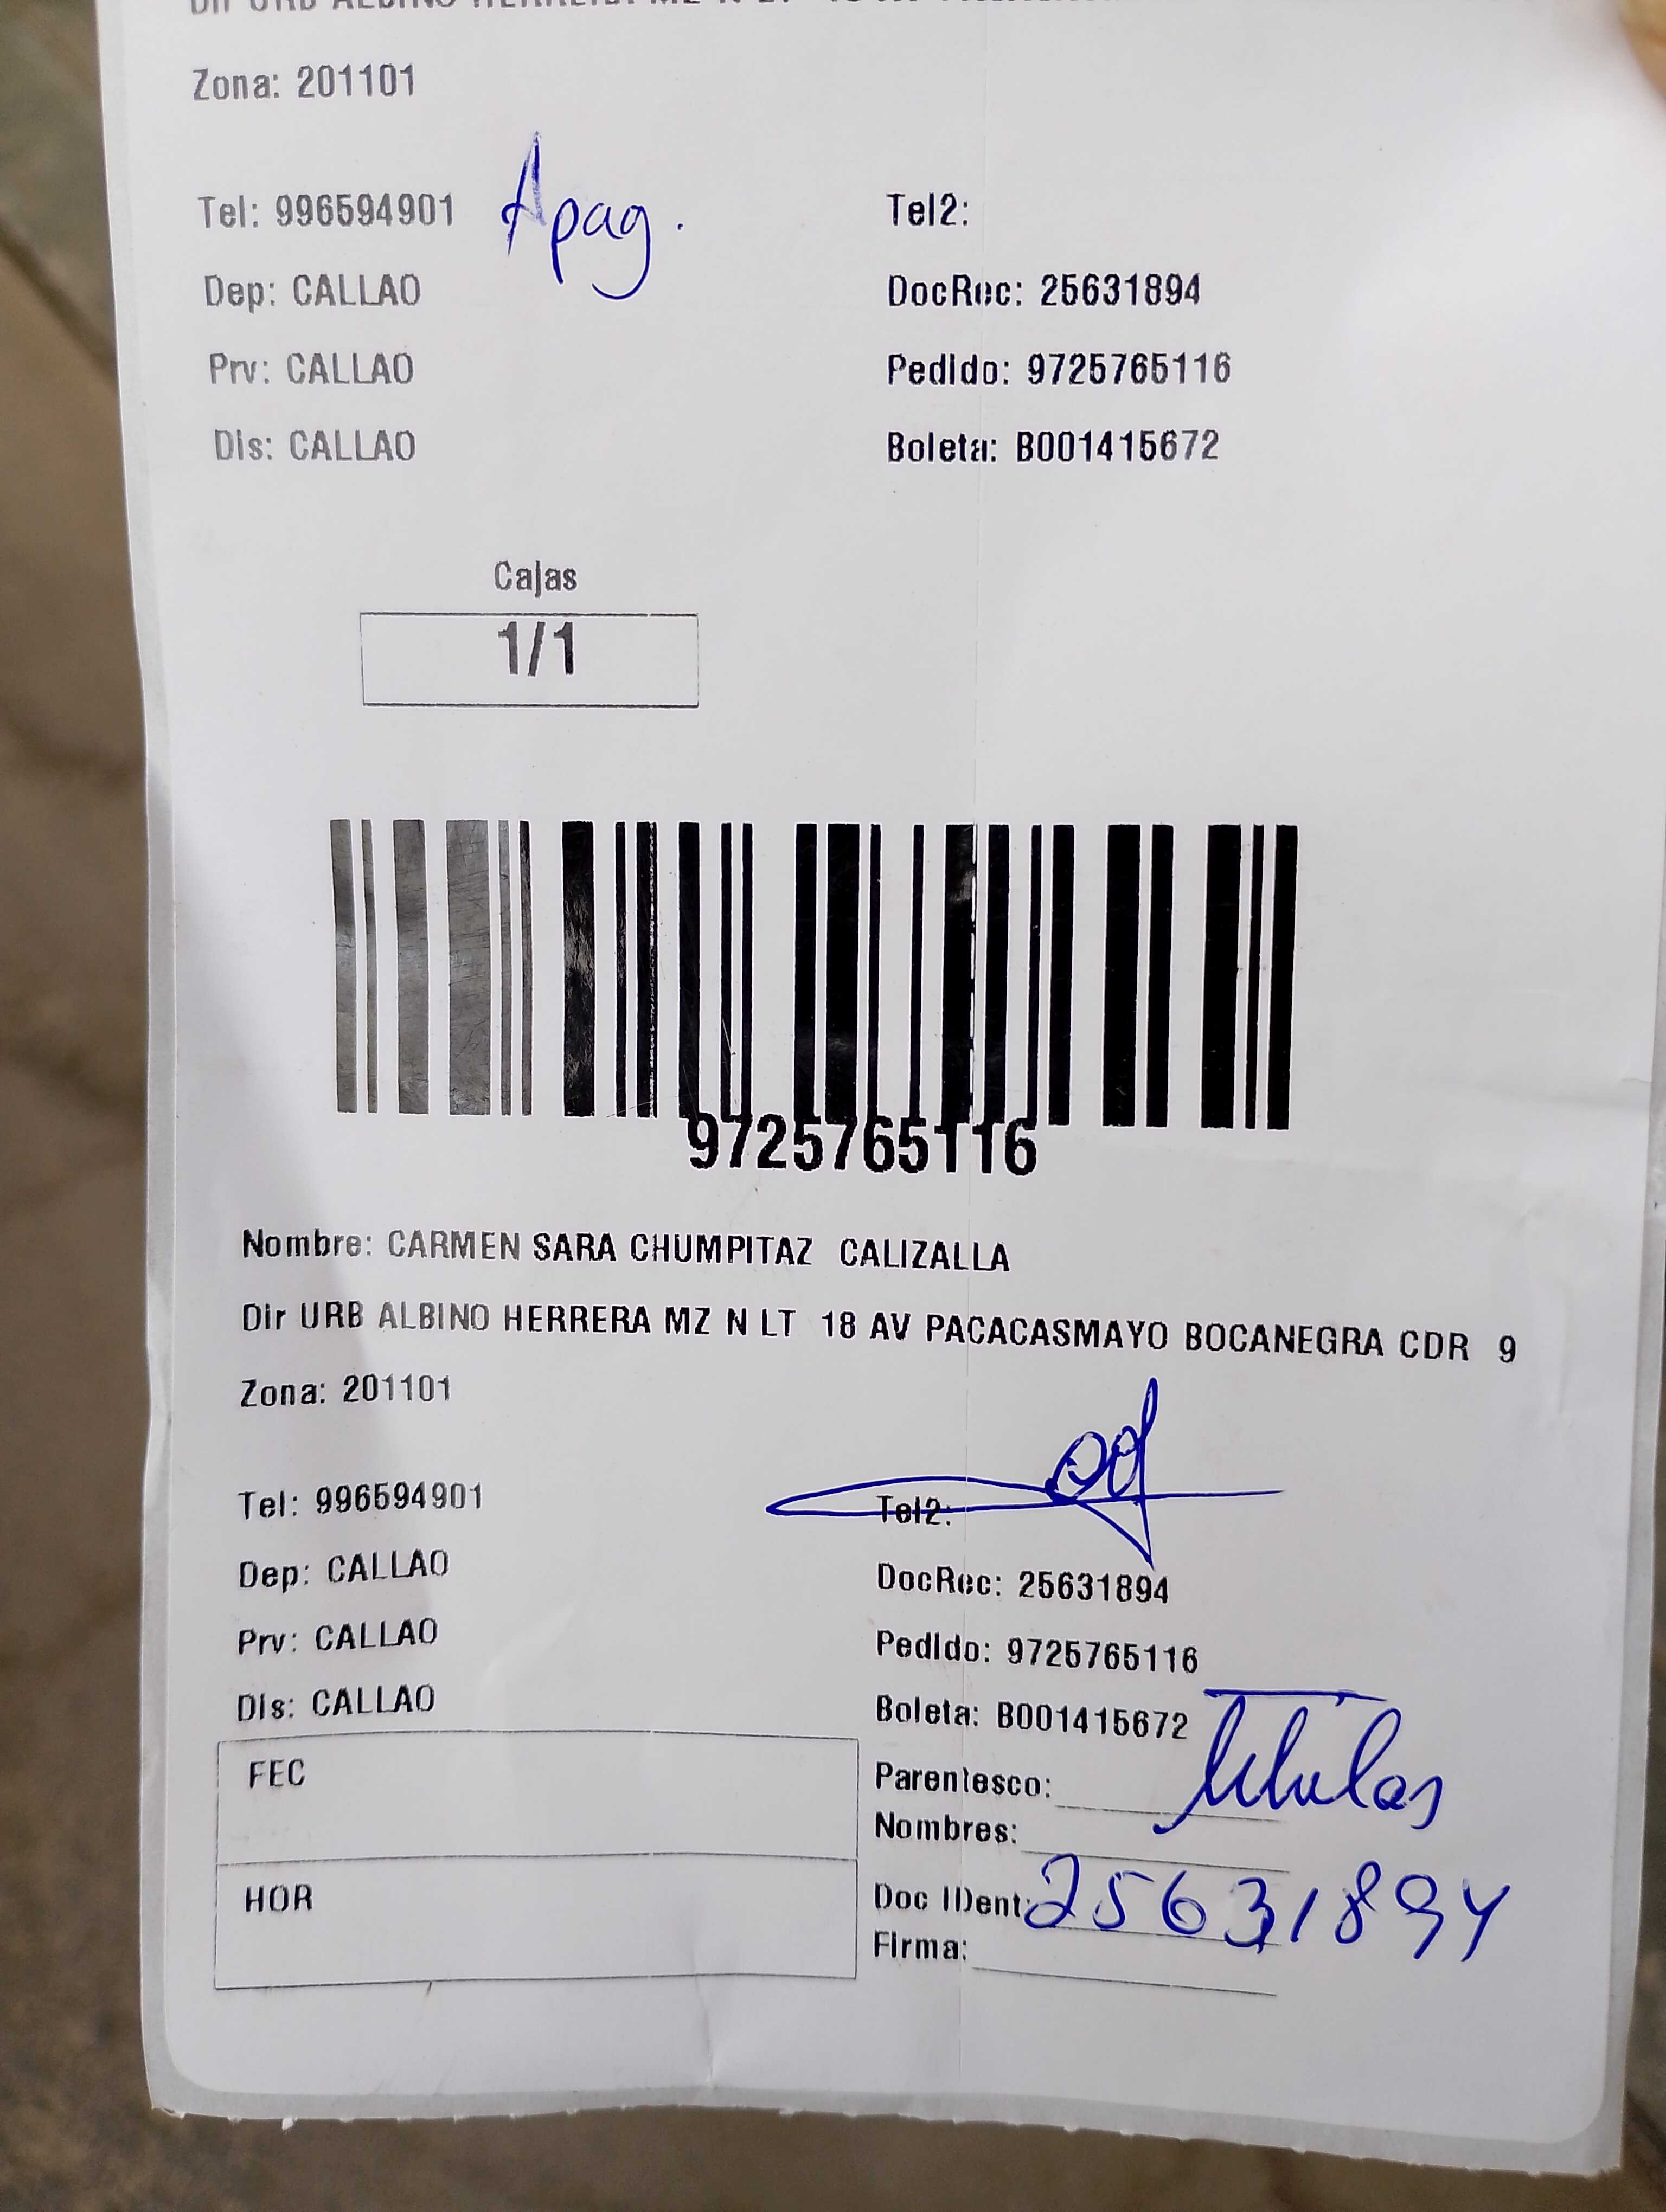 Zona: 201101
Tel: 996594901 Apag. Tel2:
Dep: CALLAO DocRec: 25631894
Prv: CALLAO Pedido: 9725765116
Dis: CALLAO Boleta: B001415672
Cajas
1/1
9725765116
Nombre: CARMEN SARA CHUMPITAZ CALIZALLA
Dir URB ALBINO HERRERA MZ N LT 18 AV PACACASMAYO BOCANEGRA CDR 9
Zona: 201101
Tel: 996594901 Tel2:
Dep: CALLAO DocRec: 25631894
Prv: CALLAO Pedido: 9725765116
Dis: CALLAO Boleta: B001415672
FEC Parentesco: Titular
Nombres:
HOR Doc IDent: 25631894
Firma: